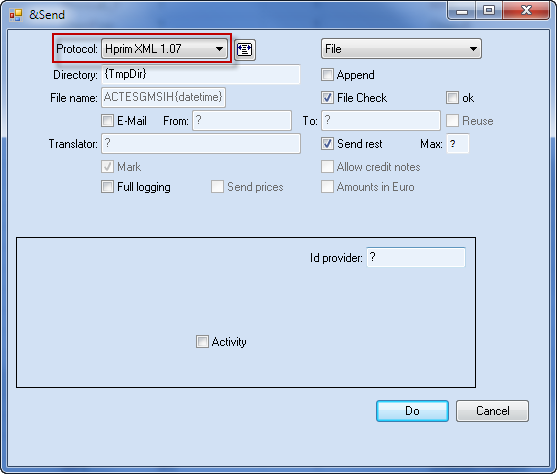 &Send
Protocol: Hprim XML 1.07 File
Directory: {TmpDir} Append
File name: ACTESGMSIH{datetime} File Check ok
E-Mail From: ? To: ? Reuse
Translator: ? Send rest Max: ?
Mark Allow credit notes
Full logging Send prices Amounts in Euro
Id provider: ?
Activity
Do Cancel